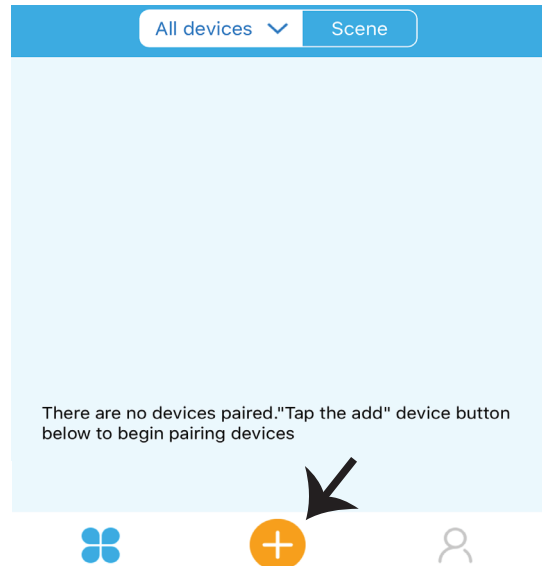 All devices Scene
There are no devices paired."Tap the add" device button
below to begin pairing devices